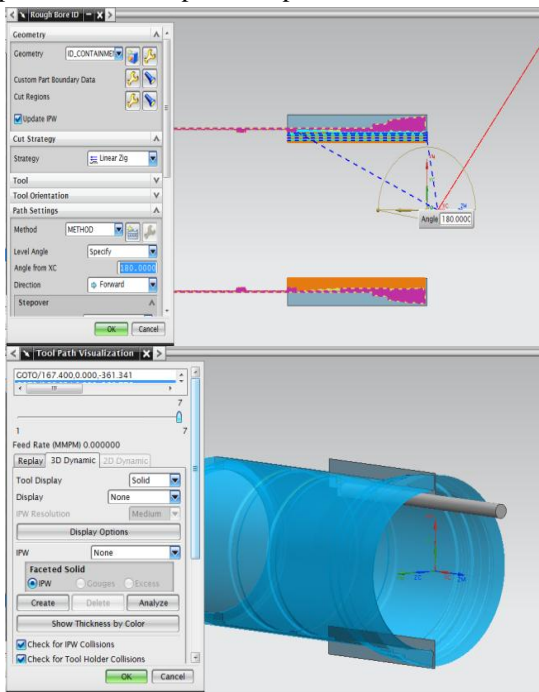 Rough Bore ID
Geometry
Geometry ID_CONTAINME
Custom Part Boundary Data
Cut Regions
Update IPW
Cut Strategy
Strategy Linear Zig
Tool
Tool Orientation
Path Settings
Method METHOD
Level Angle Specify
Angle from XC 180.0000
Direction Forward
Stepover
OK Cancel
Angle 180.000
Tool Path Visualization
GOTO/167.400,0.000,-361.341
7
1 7
Feed Rate (MMPM) 0.000000
Replay 3D Dynamic 2D Dynamic
Tool Display Solid
Display None
IPW Resolution Medium
Display Options
IPW None
Faceted Solid
IPW Gouges Excess
Create Delete Analyze
Show Thickness by Color
Check for IPW Collisions
Check for Tool Holder Collisions
OK Cancel